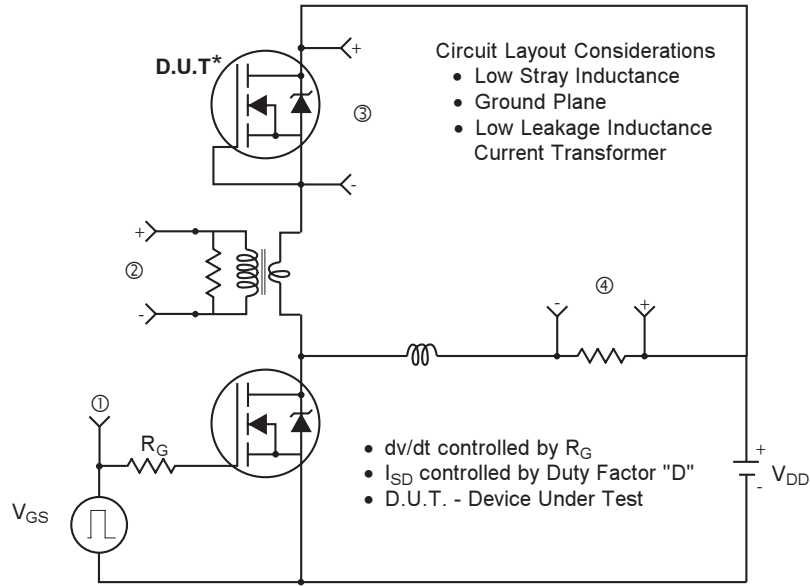 +
D.U.T*
Circuit Layout Considerations
• Low Stray Inductance
• Ground Plane
• Low Leakage Inductance
Current Transformer
③
-
+
②
-
④
- +
①
RG
VGS
• dv/dt controlled by RG
• ISD controlled by Duty Factor "D"
• D.U.T. - Device Under Test
+
VDD
-